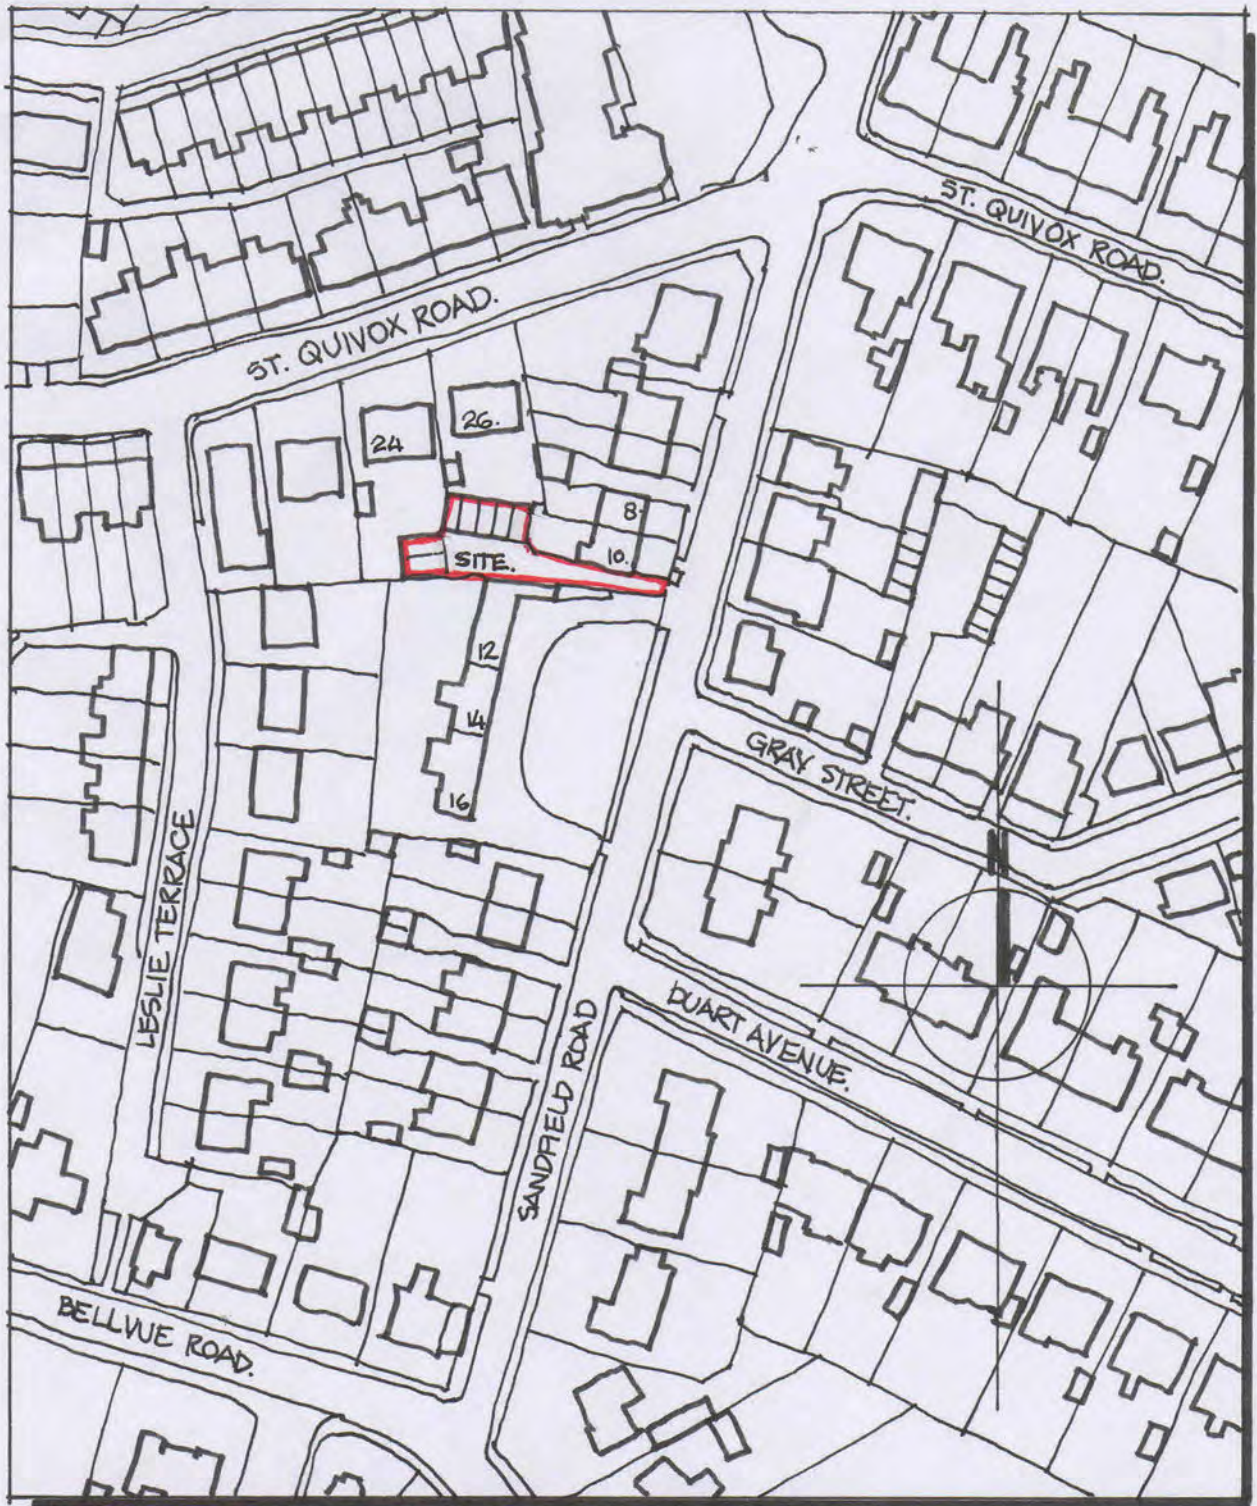 ST. QUIVOX ROAD.
ST. QUIVOX ROAD.
26.
24
8.
10.
SITE.
12
14
16
GRAY STREET.
LESLIE TERRACE
DUART AVENUE.
SANDFIELD ROAD
BELLVUE ROAD.